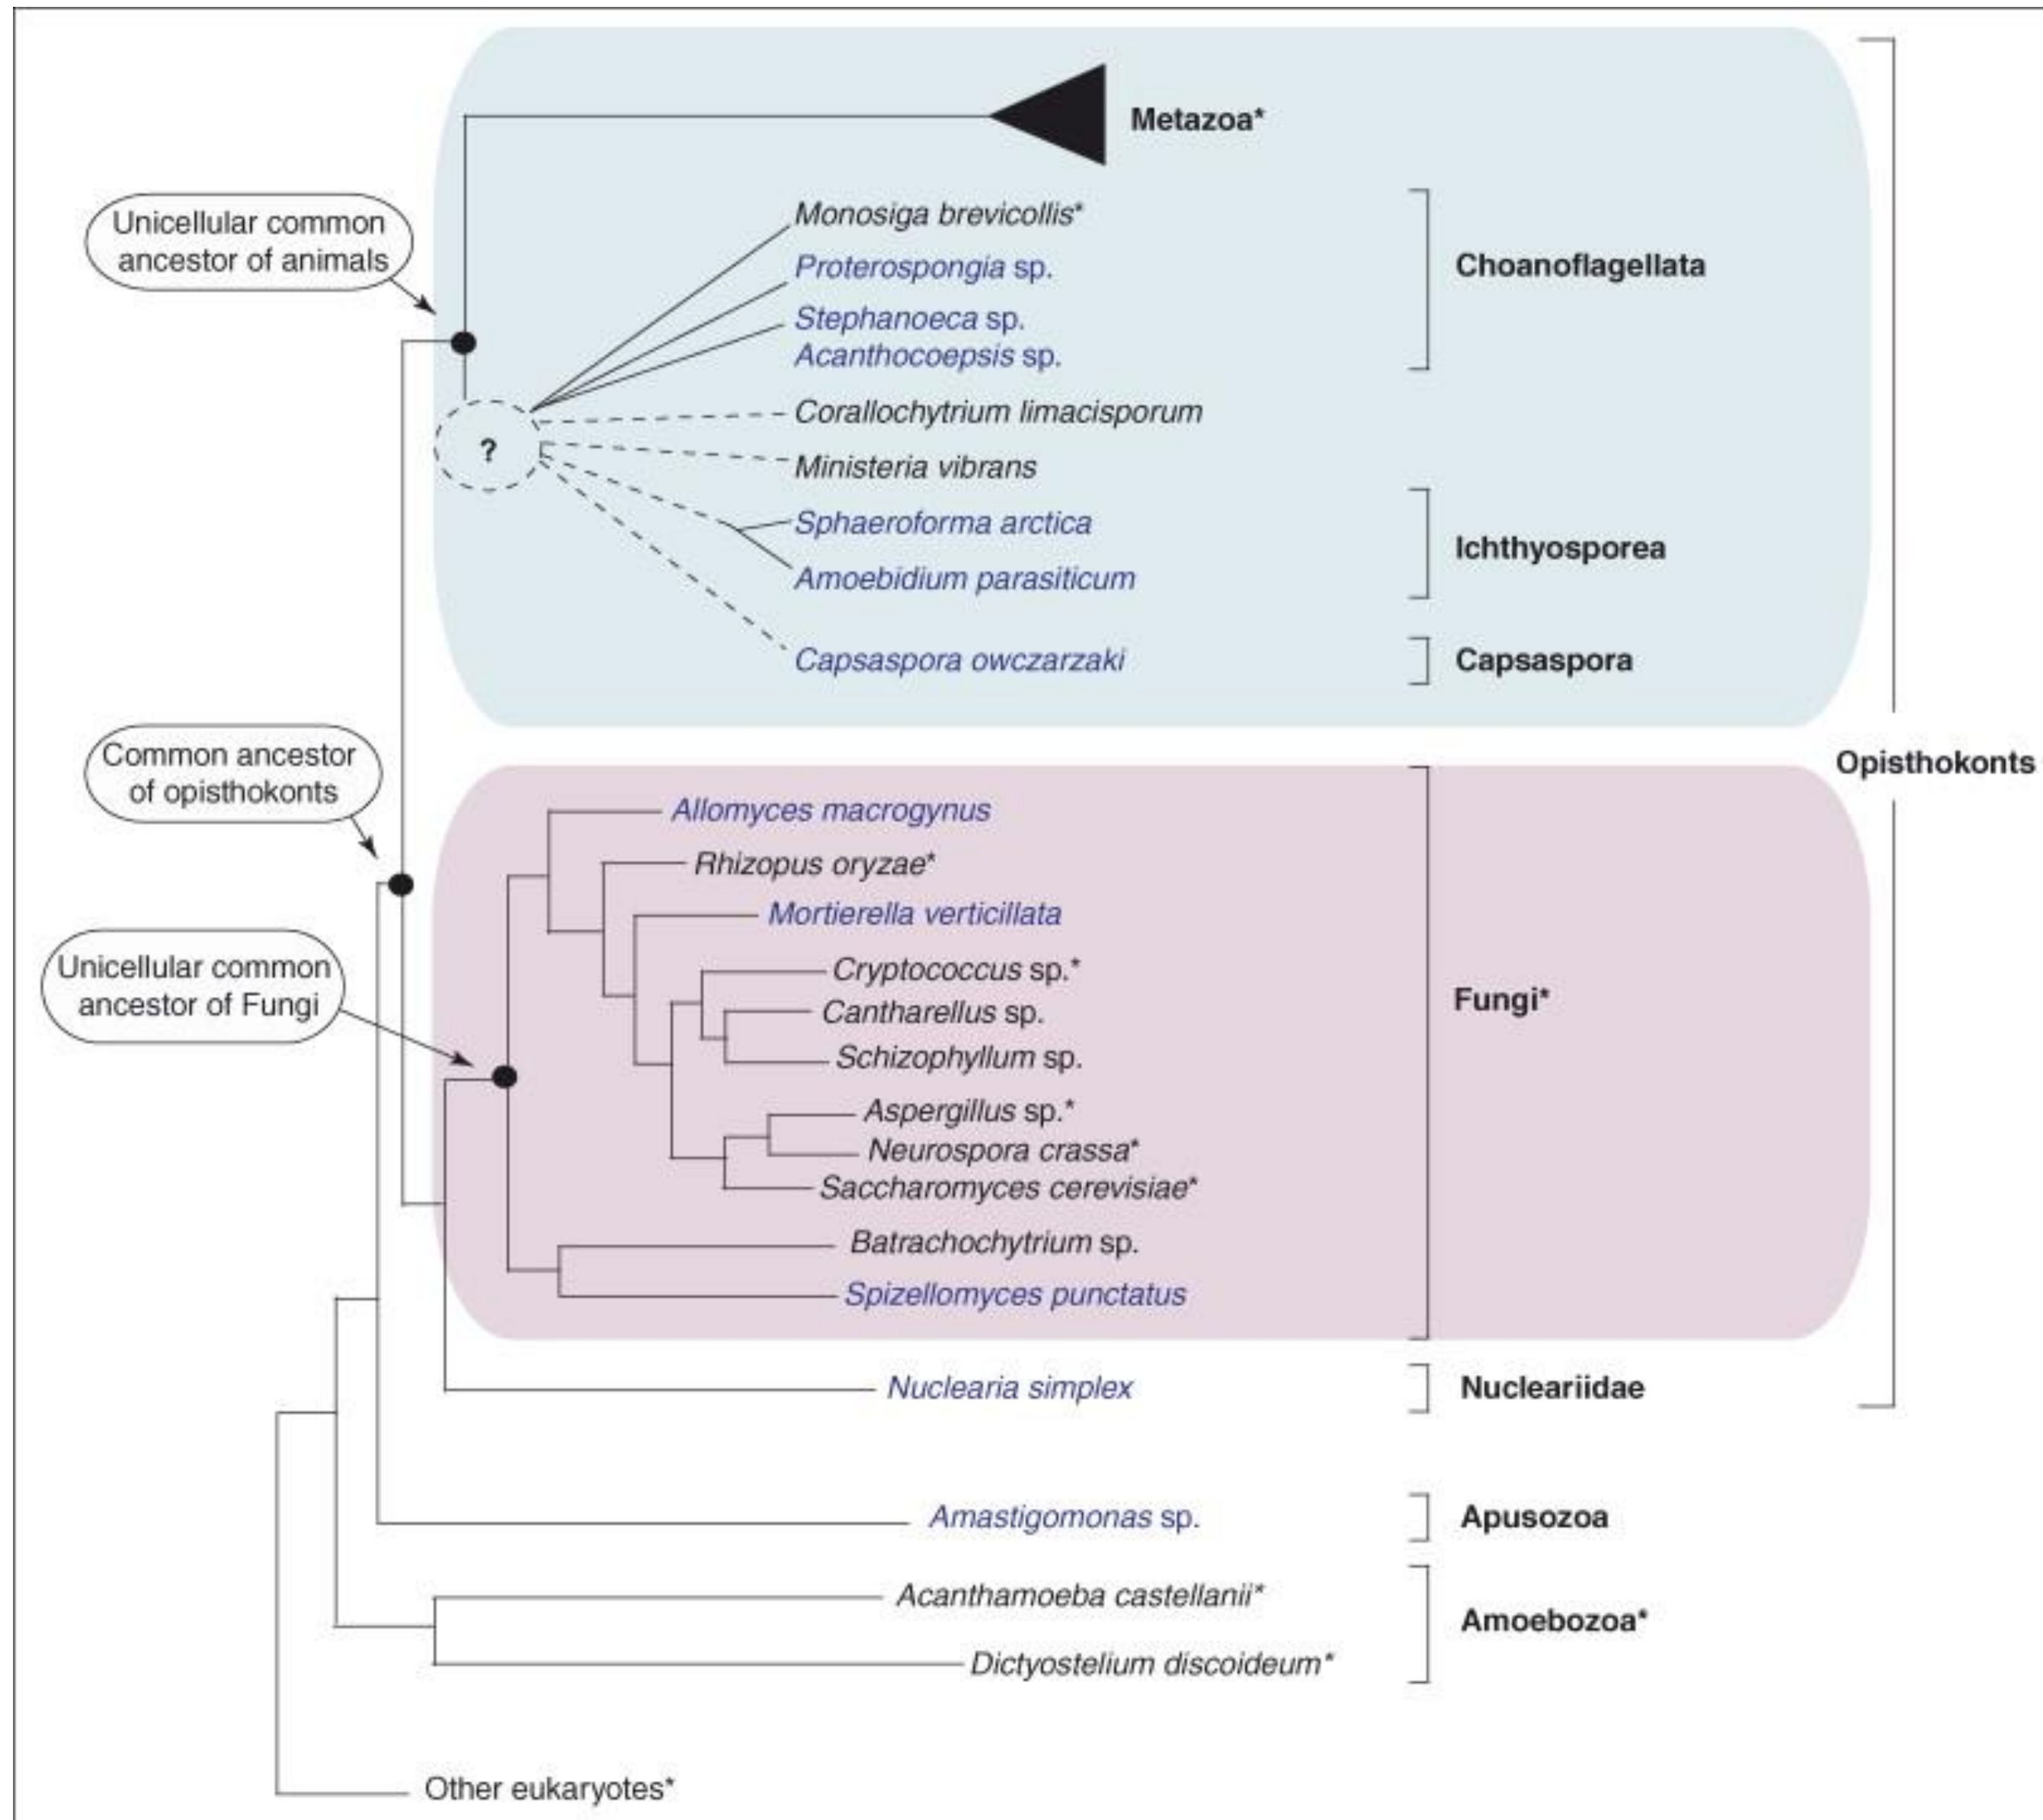 Metazoa*
Unicellular common
ancestor of animals
Monosiga brevicollis*
Proterospongia sp.
Stephanoeca sp.
Acanthocoepsis sp.
Choanoflagellata
Corallochytrium limacisporum
?
Ministeria vibrans
Sphaeroforma arctica
Amoebidium parasiticum
Ichthyosporea
Capsaspora owczarzaki
Capsaspora
Common ancestor
of opisthokonts
Opisthokonts
Allomyces macrogynus
Rhizopus oryzae*
Mortierella verticillata
Unicellular common
ancestor of Fungi
Cryptococcus sp.*
Cantharellus sp.
Schizophyllum sp.
Fungi*
Aspergillus sp.*
Neurospora crassa*
Saccharomyces cerevisiae*
Batrachochytrium sp.
Spizellomyces punctatus
Nuclearia simplex
Nucleariidae
Amastigomonas sp.
Apusozoa
Acanthamoeba castellanii*
Amoebozoa*
Dictyostelium discoideum*
Other eukaryotes*